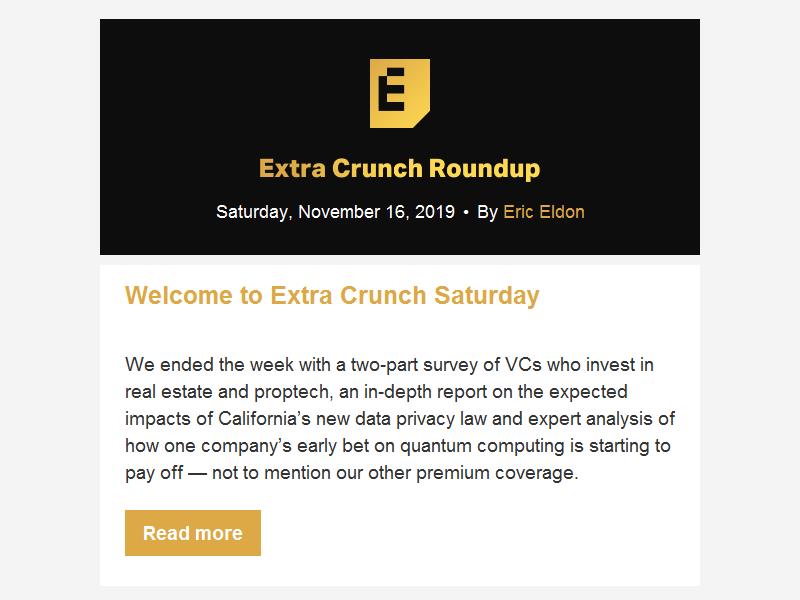 E
Extra Crunch Roundup
Saturday, November 16, 2019 • By Eric Eldon
Welcome to Extra Crunch Saturday
We ended the week with a two-part survey of VCs who invest in
real estate and proptech, an in-depth report on the expected
impacts of California’s new data privacy law and expert analysis of
how one company’s early bet on quantum computing is starting to
pay off — not to mention our other premium coverage.
Read more